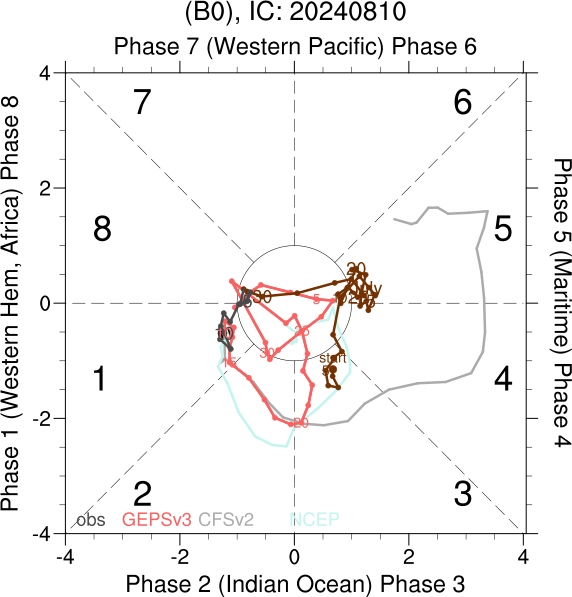 (B0), IC: 20240810
Phase 7 (Western Pacific) Phase 6
4
2
0
-2
-4
Phase 1 (Western Hem, Africa) Phase 8
Phase 5 (Maritime) Phase 4
7
6
8
5
1
4
2
3
30
5
start
20
30
obs GEPSv3 CFSv2 NCEP
-4 -2 0 2 4
Phase 2 (Indian Ocean) Phase 3